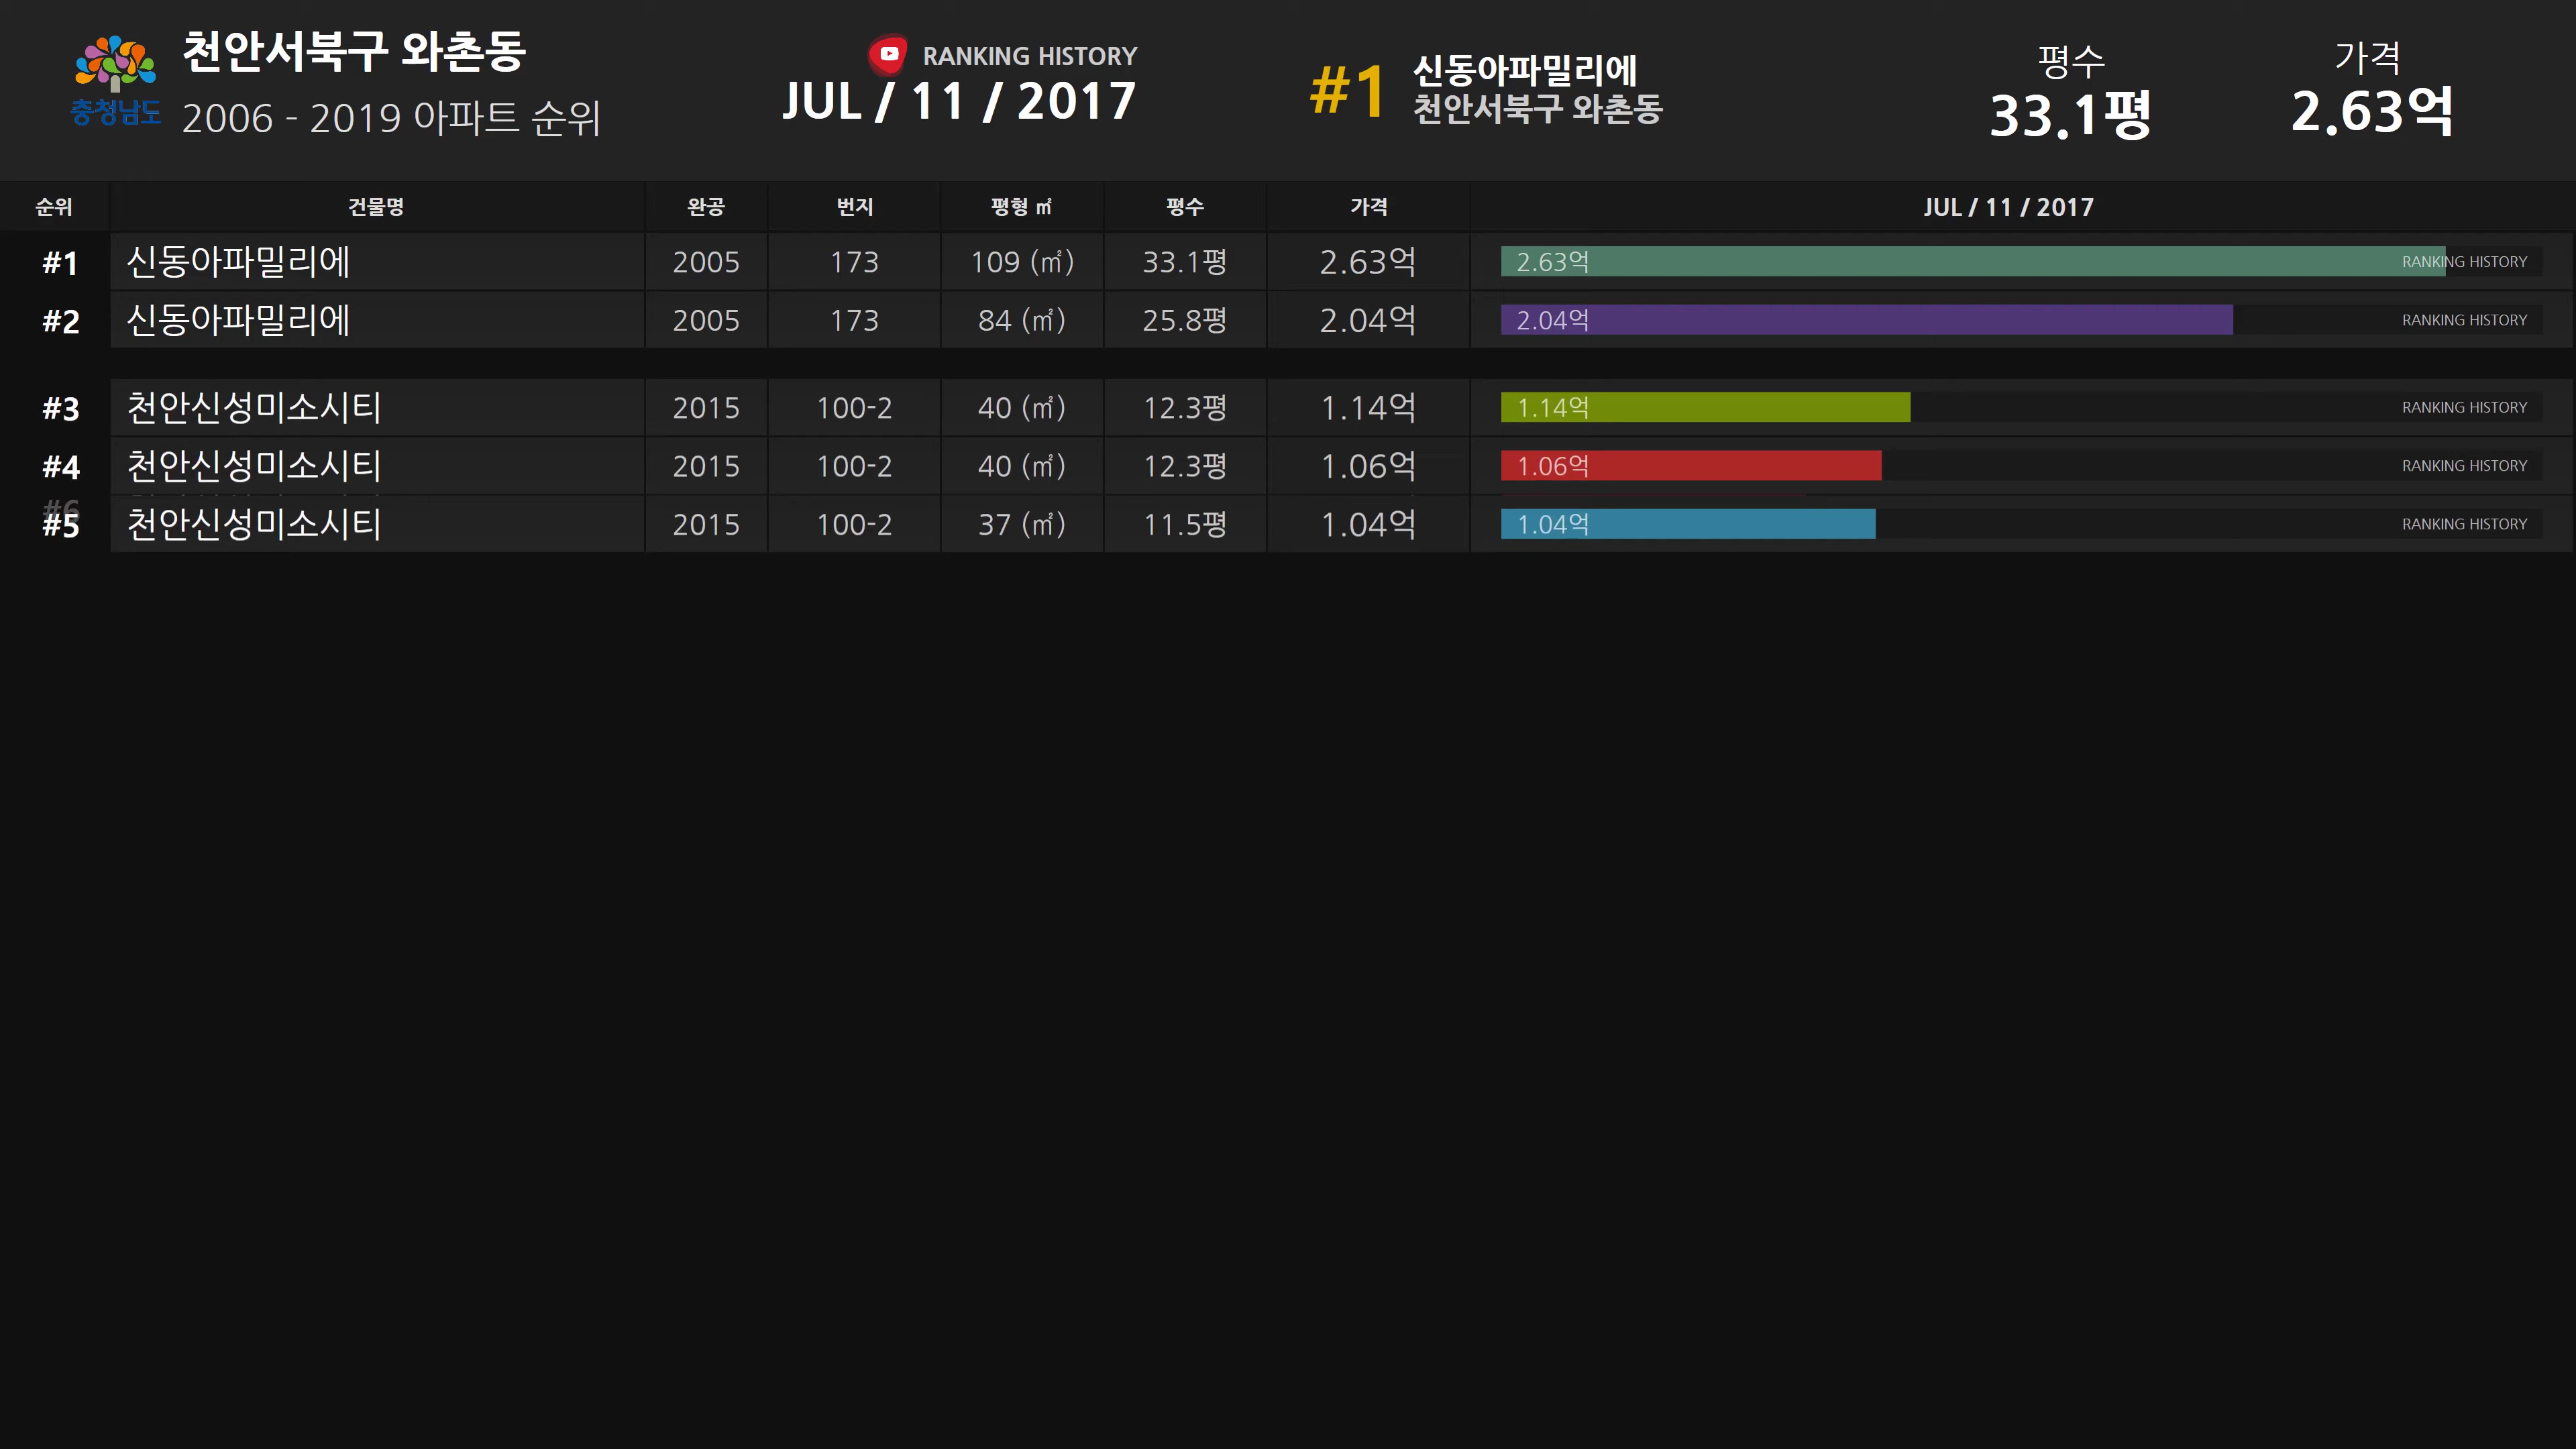 천안서북구 와촌동
충청남도
2006 - 2019 아파트 순위
RANKING HISTORY
JUL / 11 / 2017
#1 신동아파밀리에
천안서북구 와촌동
평수
33.1평
가격
2.63억
순위 건물명 완공 번지 평형 ㎡ 평수 가격 JUL / 11 / 2017
#1 신동아파밀리에 2005 173 109 (㎡) 33.1평 2.63억 2.63억 RANKING HISTORY
#2 신동아파밀리에 2005 173 84 (㎡) 25.8평 2.04억 2.04억 RANKING HISTORY
#3 천안신성미소시티 2015 100-2 40 (㎡) 12.3평 1.14억 1.14억 RANKING HISTORY
#4 천안신성미소시티 2015 100-2 40 (㎡) 12.3평 1.06억 1.06억 RANKING HISTORY
#6
#5 천안신성미소시티 2015 100-2 37 (㎡) 11.5평 1.04억 1.04억 RANKING HISTORY